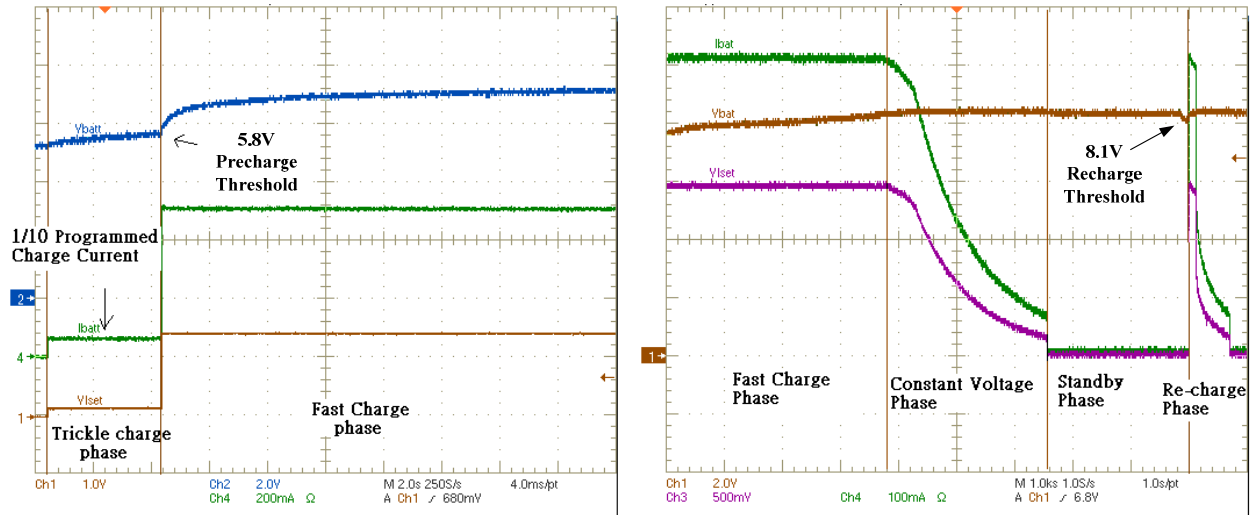 Vbatt
5.8V
Precharge
Threshold
1/10 Programmed
Charge Current
2
Ibatt
4
VIset
1
Trickle charge
phase
Fast Charge
phase
Ch1 1.0V
Ch2 2.0V
Ch4 200mA Ω
M 2.0s 250S/s 4.0ms/pt
A Ch1 ∫ 680mV
Ibat
Vbat
8.1V
Recharge
Threshold
VIset
1
Fast Charge
Phase
Constant Voltage
Phase
Standby
Phase
Re-charge
Phase
Ch1 2.0V
Ch3 500mV
Ch4 100mA Ω
M 1.0ks 1.0S/s 1.0s/pt
A Ch1 ∫ 6.8V